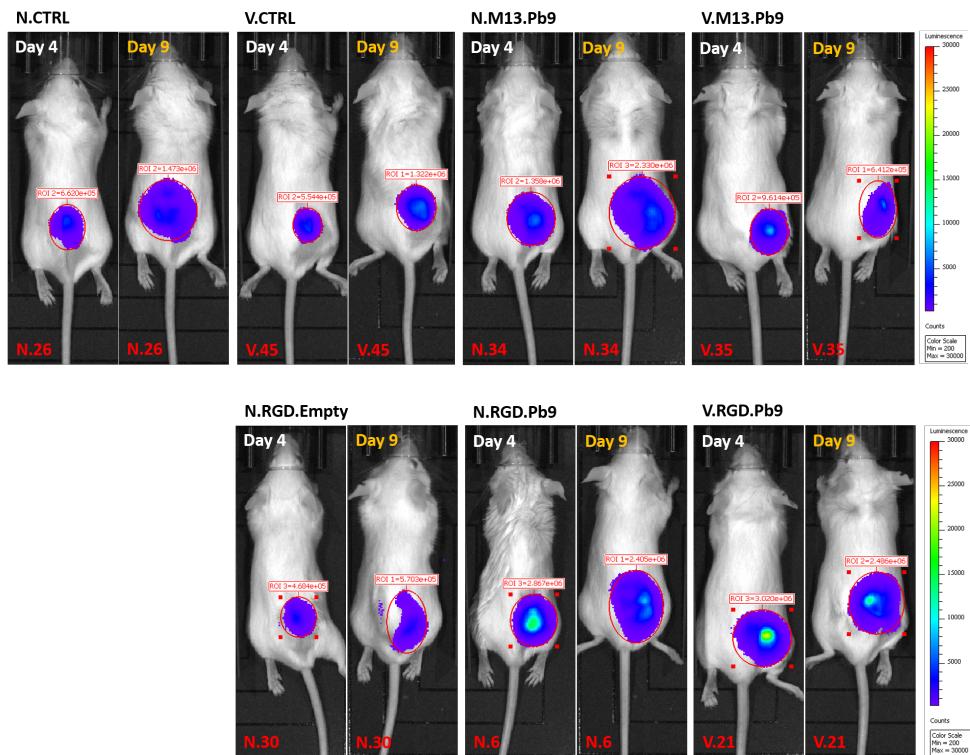 N.CTRL
V.CTRL
N.M13.Pb9
V.M13.Pb9
Day 4
Day 9
Day 4
Day 9
Day 4
Day 9
Day 4
Day 9
Luminescence
30000
25000
20000
15000
10000
5000
Counts
Color Scale
Min = 200
Max = 30000
ROI 2=6.620e+05
ROI 2=1.473e+06
ROI 2=5.544e+05
ROI 1=1.322e+06
ROI 2=1.358e+06
ROI 3=2.330e+06
ROI 2=9.614e+05
ROI 1=6.412e+05
N.26
N.26
V.45
V.45
N.34
N.34
V.35
V.35
N.RGD.Empty
N.RGD.Pb9
V.RGD.Pb9
Day 4
Day 9
Day 4
Day 9
Day 4
Day 9
Luminescence
30000
25000
20000
15000
10000
5000
Counts
Color Scale
Min = 200
Max = 30000
ROI 3=4.684e+05
ROI 1=5.703e+05
ROI 3=2.867e+06
ROI 1=2.405e+06
ROI 3=3.020e+06
ROI 2=2.486e+06
N.30
N.30
N.6
N.6
V.21
V.21